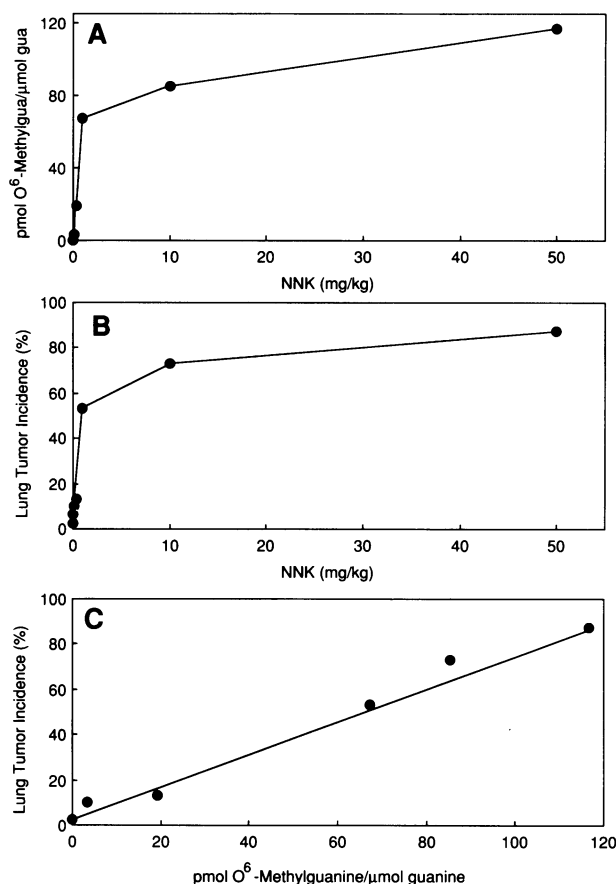 A
pmol O⁶-Methylgua/μmol gua
120
80
40
0
0 10 20 30 40 50
NNK (mg/kg)
B
Lung Tumor Incidence (%)
100
80
60
40
20
0
0 10 20 30 40 50
NNK (mg/kg)
C
Lung Tumor Incidence (%)
100
80
60
40
20
0
0 20 40 60 80 100 120
pmol O⁶-Methylguanine/μmol guanine